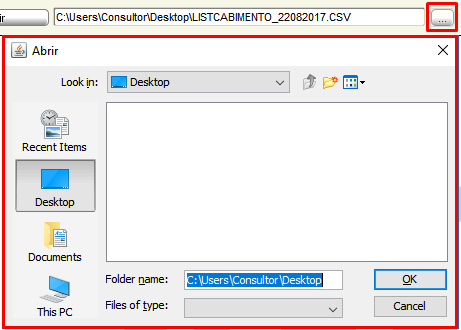 ir
C:\Users\Consultor\Desktop\LISTCABIMENTO_22082017.CSV
...
Abrir
Look in:
Desktop
Recent Items
Desktop
Documents
This PC
Folder name:
C:\Users\Consultor\Desktop
OK
Files of type:
Cancel